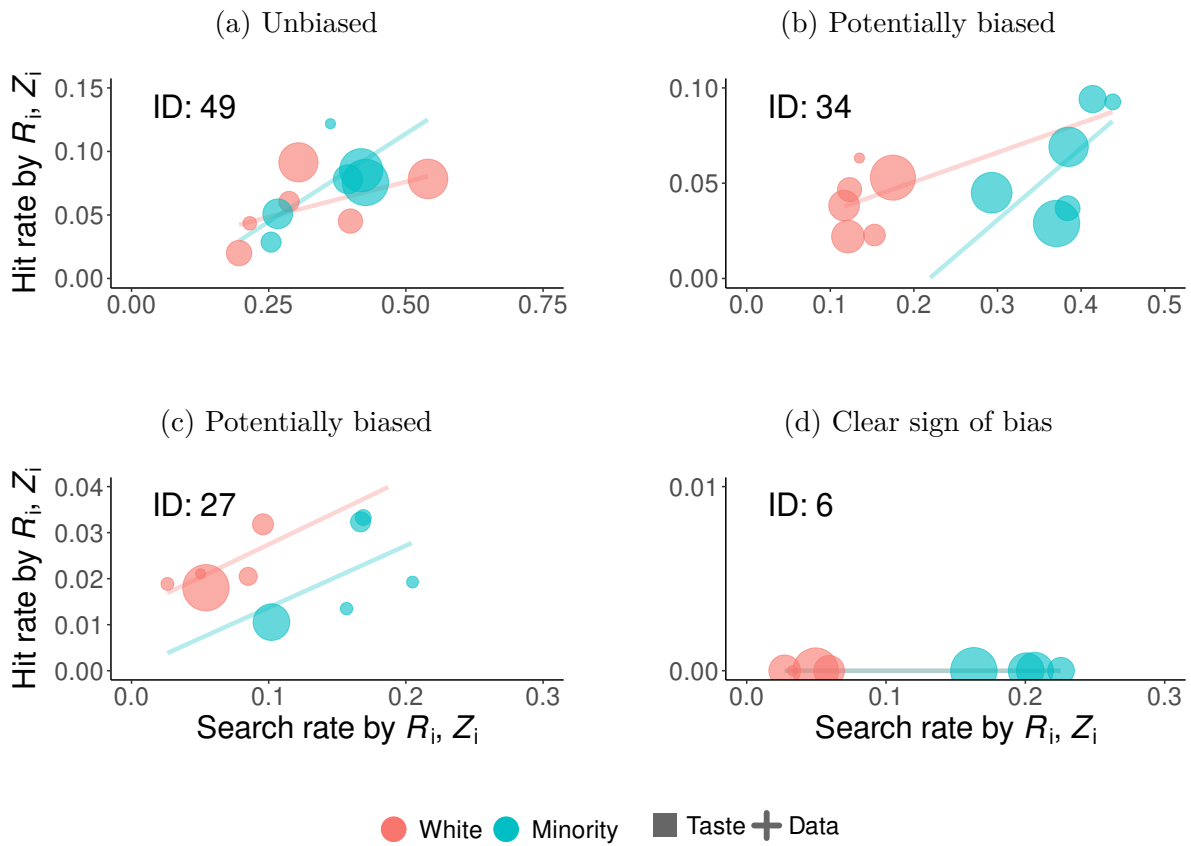 (a) Unbiased
(b) Potentially biased
Hit rate by Ri, Zi
0.15
0.10
0.05
0.00
ID: 49
0.00 0.25 0.50 0.75
0.10
0.05
0.00
ID: 34
0.0 0.1 0.2 0.3 0.4 0.5
(c) Potentially biased
(d) Clear sign of bias
Hit rate by Ri, Zi
0.04
0.03
0.02
0.01
0.00
ID: 27
0.0 0.1 0.2 0.3
Search rate by Ri, Zi
0.01
0.00
ID: 6
0.0 0.1 0.2 0.3
Search rate by Ri, Zi
White Minority Taste Data